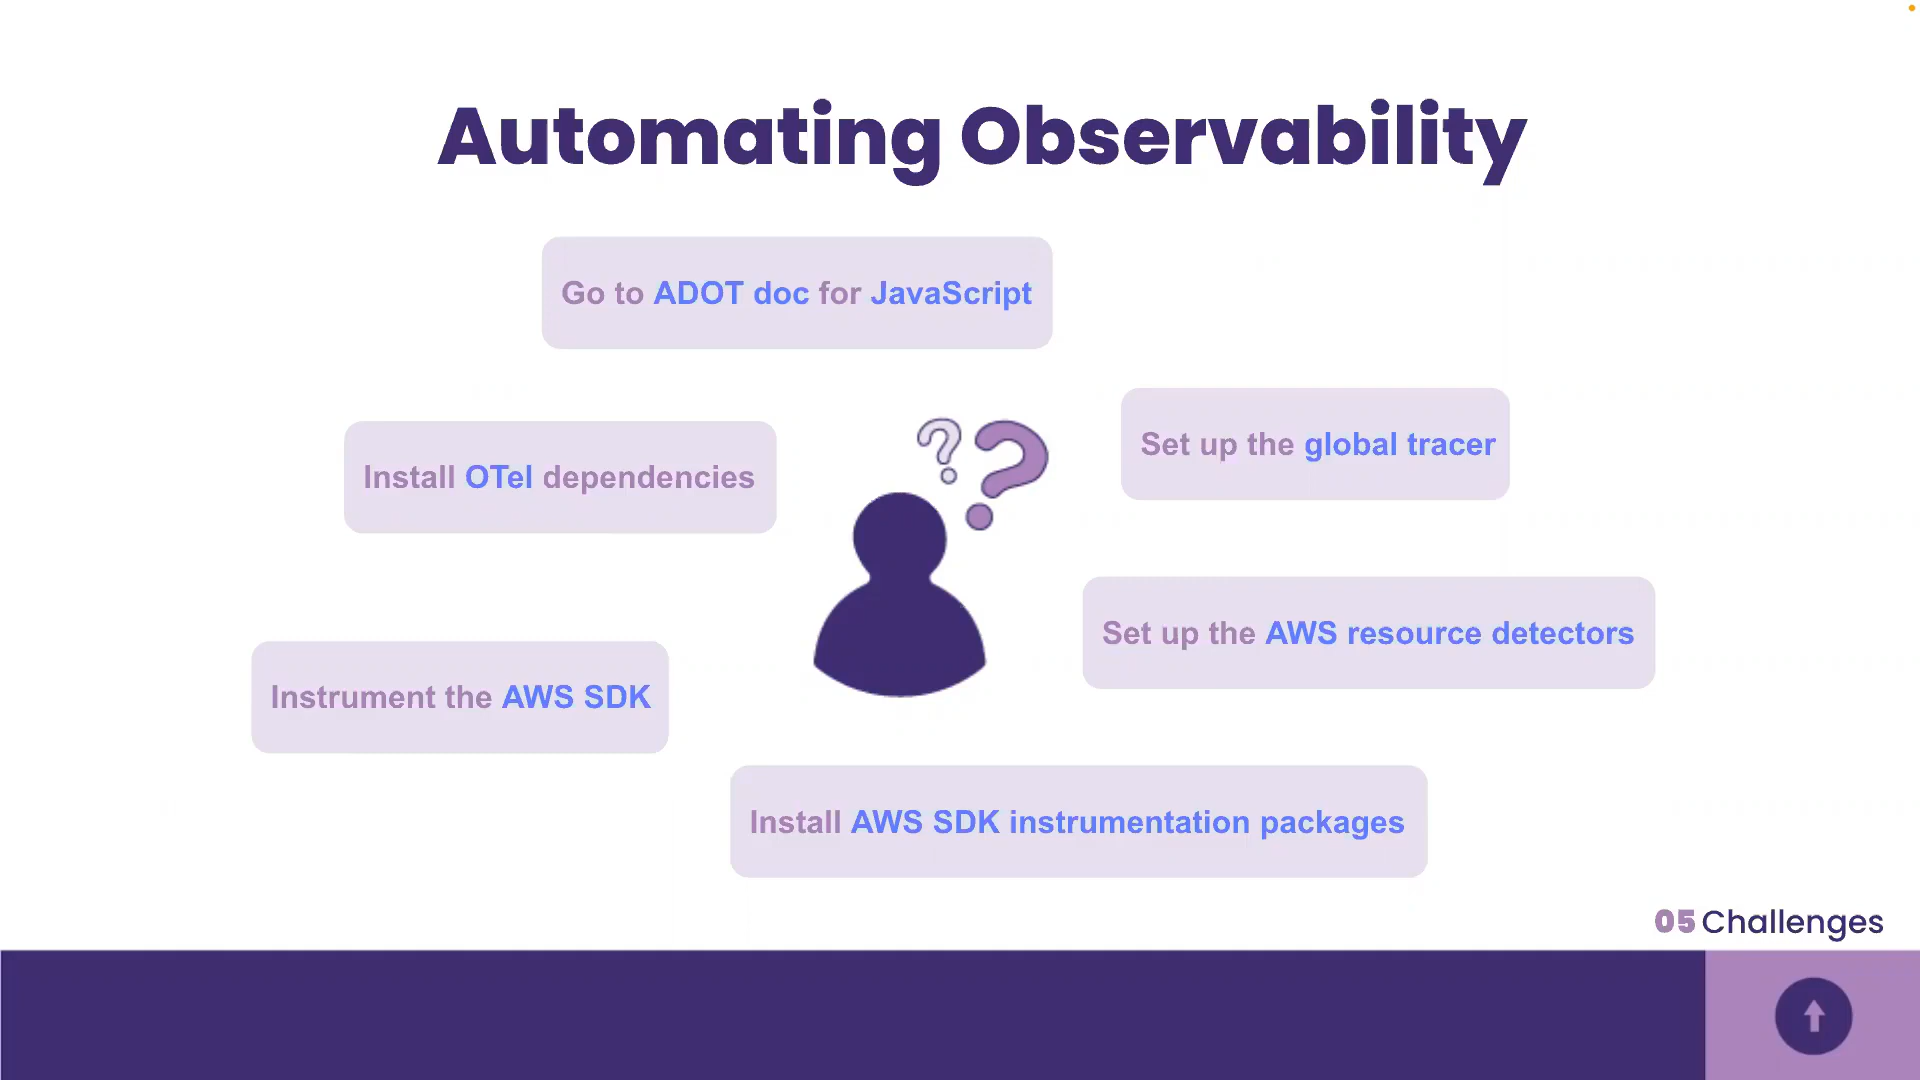 Automating Observability
Go to ADOT doc for JavaScript
Set up the global tracer
Install OTel dependencies
Set up the AWS resource detectors
Instrument the AWS SDK
Install AWS SDK instrumentation packages
05 Challenges